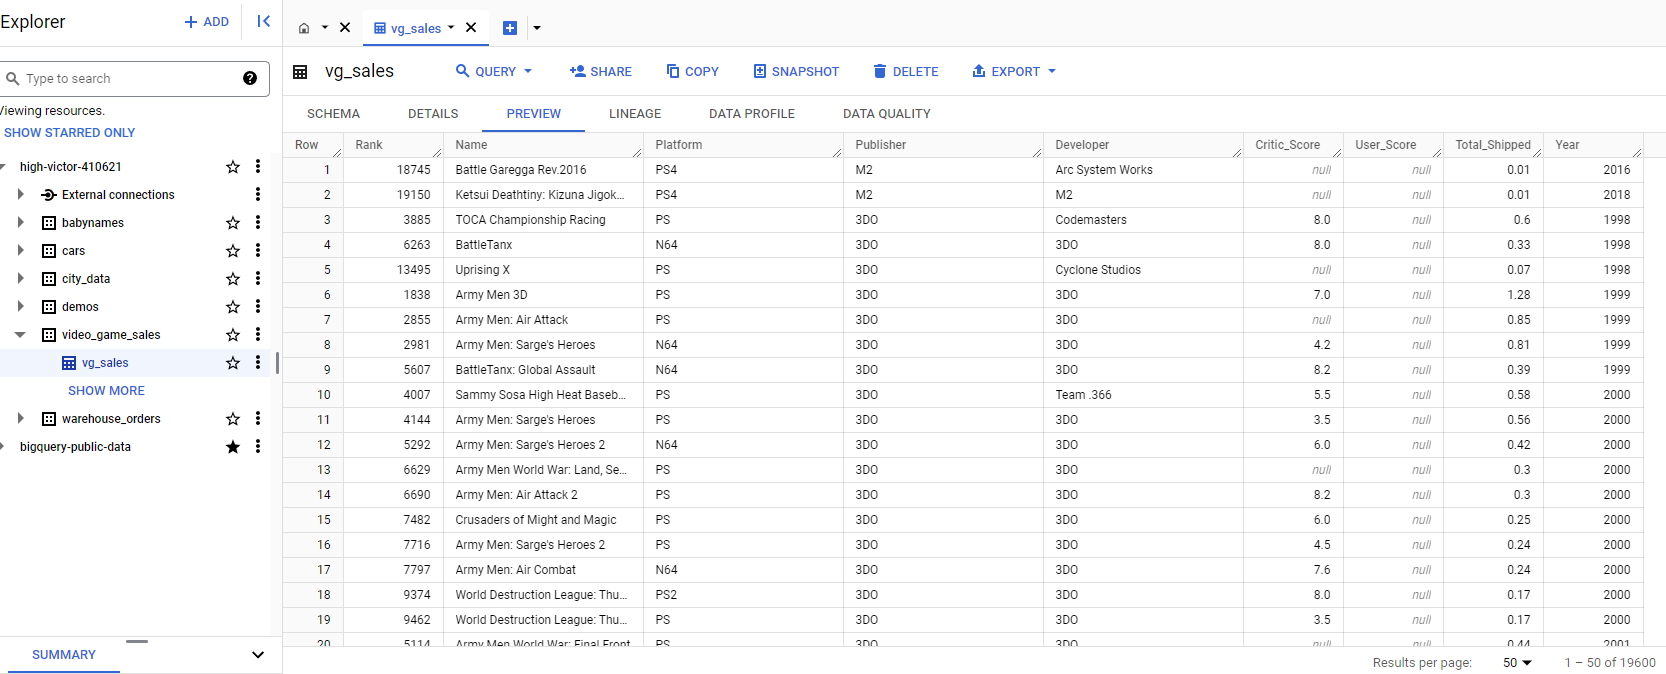 Explorer
ADD
vg_sales
Type to search
Viewing resources.
SHOW STARRED ONLY
high-victor-410621
External connections
babynames
cars
city_data
demos
video_game_sales
vg_sales
SHOW MORE
warehouse_orders
bigquery-public-data
SUMMARY
vg_sales
QUERY SHARE COPY SNAPSHOT DELETE EXPORT
SCHEMA DETAILS PREVIEW LINEAGE DATA PROFILE DATA QUALITY
Row Rank Name Platform Publisher Developer Critic_Score User_Score Total_Shipped Year
1 18745 Battle Garegga Rev.2016 PS4 M2 Arc System Works null null 0.01 2016
2 19150 Ketsui Deathtiny: Kizuna Jigok... PS4 M2 M2 null null 0.01 2018
3 3885 TOCA Championship Racing PS 3DO Codemasters 8.0 null 0.6 1998
4 6263 BattleTanx N64 3DO 3DO 8.0 null 0.33 1998
5 13495 Uprising X PS 3DO Cyclone Studios null null 0.07 1998
6 1838 Army Men 3D PS 3DO 3DO 7.0 null 1.28 1999
7 2855 Army Men: Air Attack PS 3DO 3DO null null 0.85 1999
8 2981 Army Men: Sarge's Heroes N64 3DO 3DO 4.2 null 0.81 1999
9 5607 BattleTanx: Global Assault N64 3DO 3DO 8.2 null 0.39 1999
10 4007 Sammy Sosa High Heat Baseb... PS 3DO Team .366 5.5 null 0.58 2000
11 4144 Army Men: Sarge's Heroes PS 3DO 3DO 3.5 null 0.56 2000
12 5292 Army Men: Sarge's Heroes 2 N64 3DO 3DO 6.0 null 0.42 2000
13 6629 Army Men World War: Land, Se... PS 3DO 3DO null null 0.3 2000
14 6690 Army Men: Air Attack 2 PS 3DO 3DO 8.2 null 0.3 2000
15 7482 Crusaders of Might and Magic PS 3DO 3DO 6.0 null 0.25 2000
16 7716 Army Men: Sarge's Heroes 2 PS 3DO 3DO 4.5 null 0.24 2000
17 7797 Army Men: Air Combat N64 3DO 3DO 7.6 null 0.24 2000
18 9374 World Destruction League: Thu... PS2 3DO 3DO 8.0 null 0.17 2000
19 9462 World Destruction League: Thu... PS 3DO 3DO 3.5 null 0.17 2000
20 5114 Army Men World War: Final Front PS 3DO 3DO null null 0.44 2001
Results per page: 50 1 – 50 of 19600